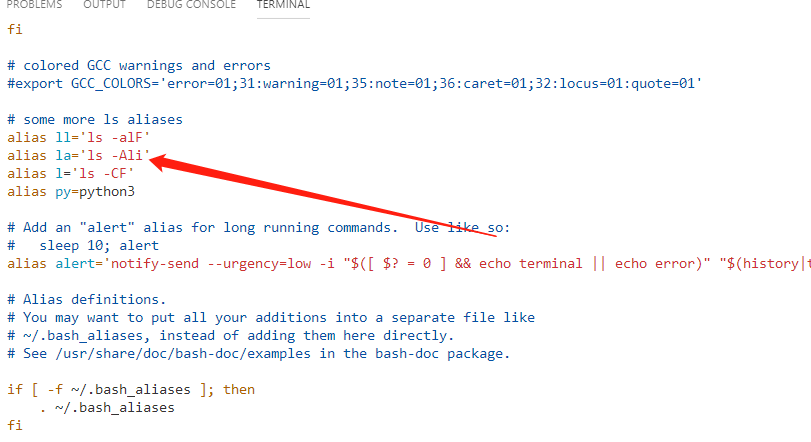 PROBLEMS OUTPUT DEBUG CONSOLE TERMINAL
fi
# colored GCC warnings and errors
#export GCC_COLORS='error=01;31:warning=01;35:note=01;36:caret=01;32:locus=01:quote=01'
# some more ls aliases
alias ll='ls -alF'
alias la='ls -Ali'
alias l='ls -CF'
alias py=python3
# Add an "alert" alias for long running commands.  Use like so:
#   sleep 10; alert
alias alert='notify-send --urgency=low -i "$([ $? = 0 ] && echo terminal || echo error)" "$(history|
# Alias definitions.
# You may want to put all your additions into a separate file like
# ~/.bash_aliases, instead of adding them here directly.
# See /usr/share/doc/bash-doc/examples in the bash-doc package.
if [ -f ~/.bash_aliases ]; then
    . ~/.bash_aliases
fi